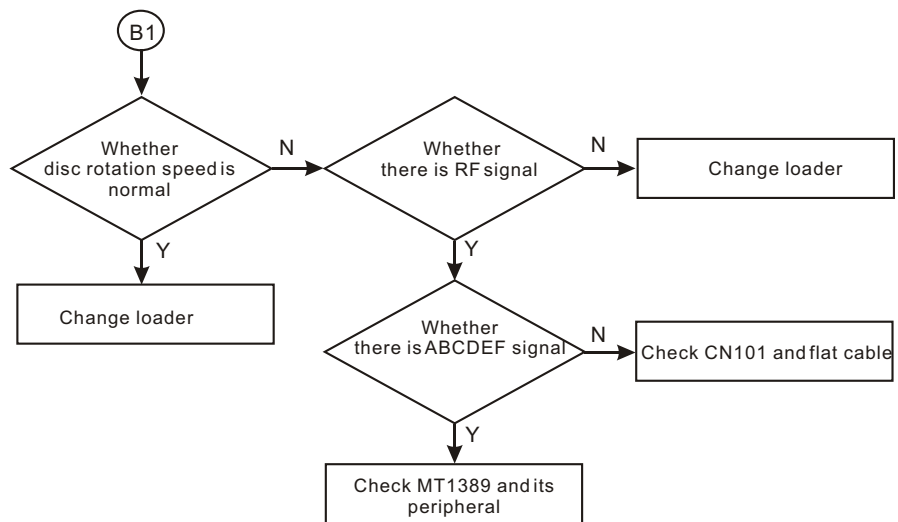 B1
Whether
disc rotation speed is
normal
N
Whether
there is RF signal
N
Change loader
Y
Change loader
Y
Whether
there is ABCDEF signal
N
Check CN101 and flat cable
Y
Check MT1389 and its
peripheral